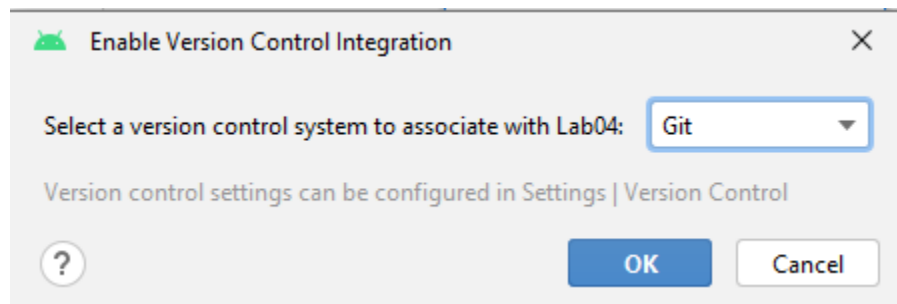 Enable Version Control Integration
Select a version control system to associate with Lab04: Git
Version control settings can be configured in Settings | Version Control
? OK Cancel